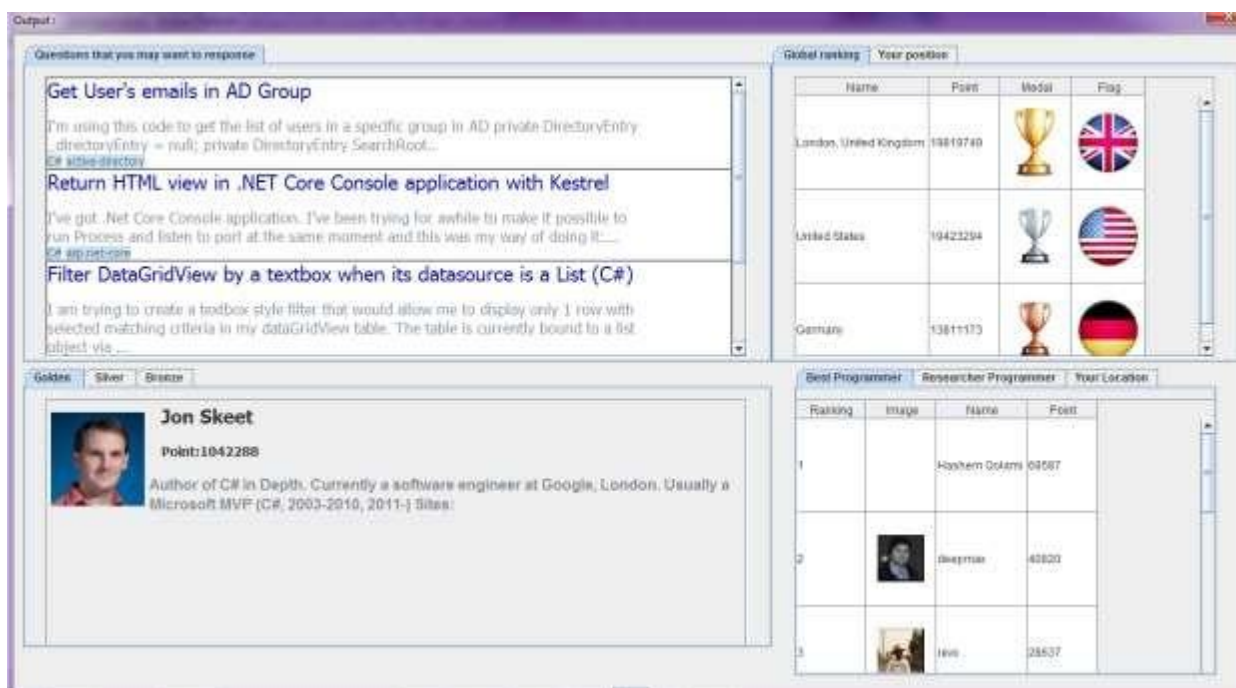 Output :
Questions that you may want to response
Get User's emails in AD Group
I'm using this code to get the list of users in a specific group in AD private DirectoryEntry
_directoryEntry = null; private DirectoryEntry SearchRoot...
C# active-directory
Return HTML view in .NET Core Console application with Kestrel
I've got .Net Core Console application. I've been trying for awhile to make it possible to
run Process and listen to port at the same moment and this was my way of doing it:....
C# asp.net-core
Filter DataGridView by a textbox when its datasource is a List (C#)
I am trying to create a textbox style filter that would allow me to display only 1 row with
selected matching criteria in my dataGridView table. The table is currently bound to a list
object via ....
Global ranking Your position
Name Point Medal Flag
London, United Kingdom 19819740
United States 19423294
Germany 13811173
Golden Silver Bronze
Jon Skeet
Point:1042288
Author of C# in Depth. Currently a software engineer at Google, London. Usually a
Microsoft MVP (C#, 2003-2010, 2011-) Sites:
Best Programmer Researcher Programmer Your Location
Ranking Image Name Point
1 Hashem 69587
2 deepmax 40820
3 revo 28637